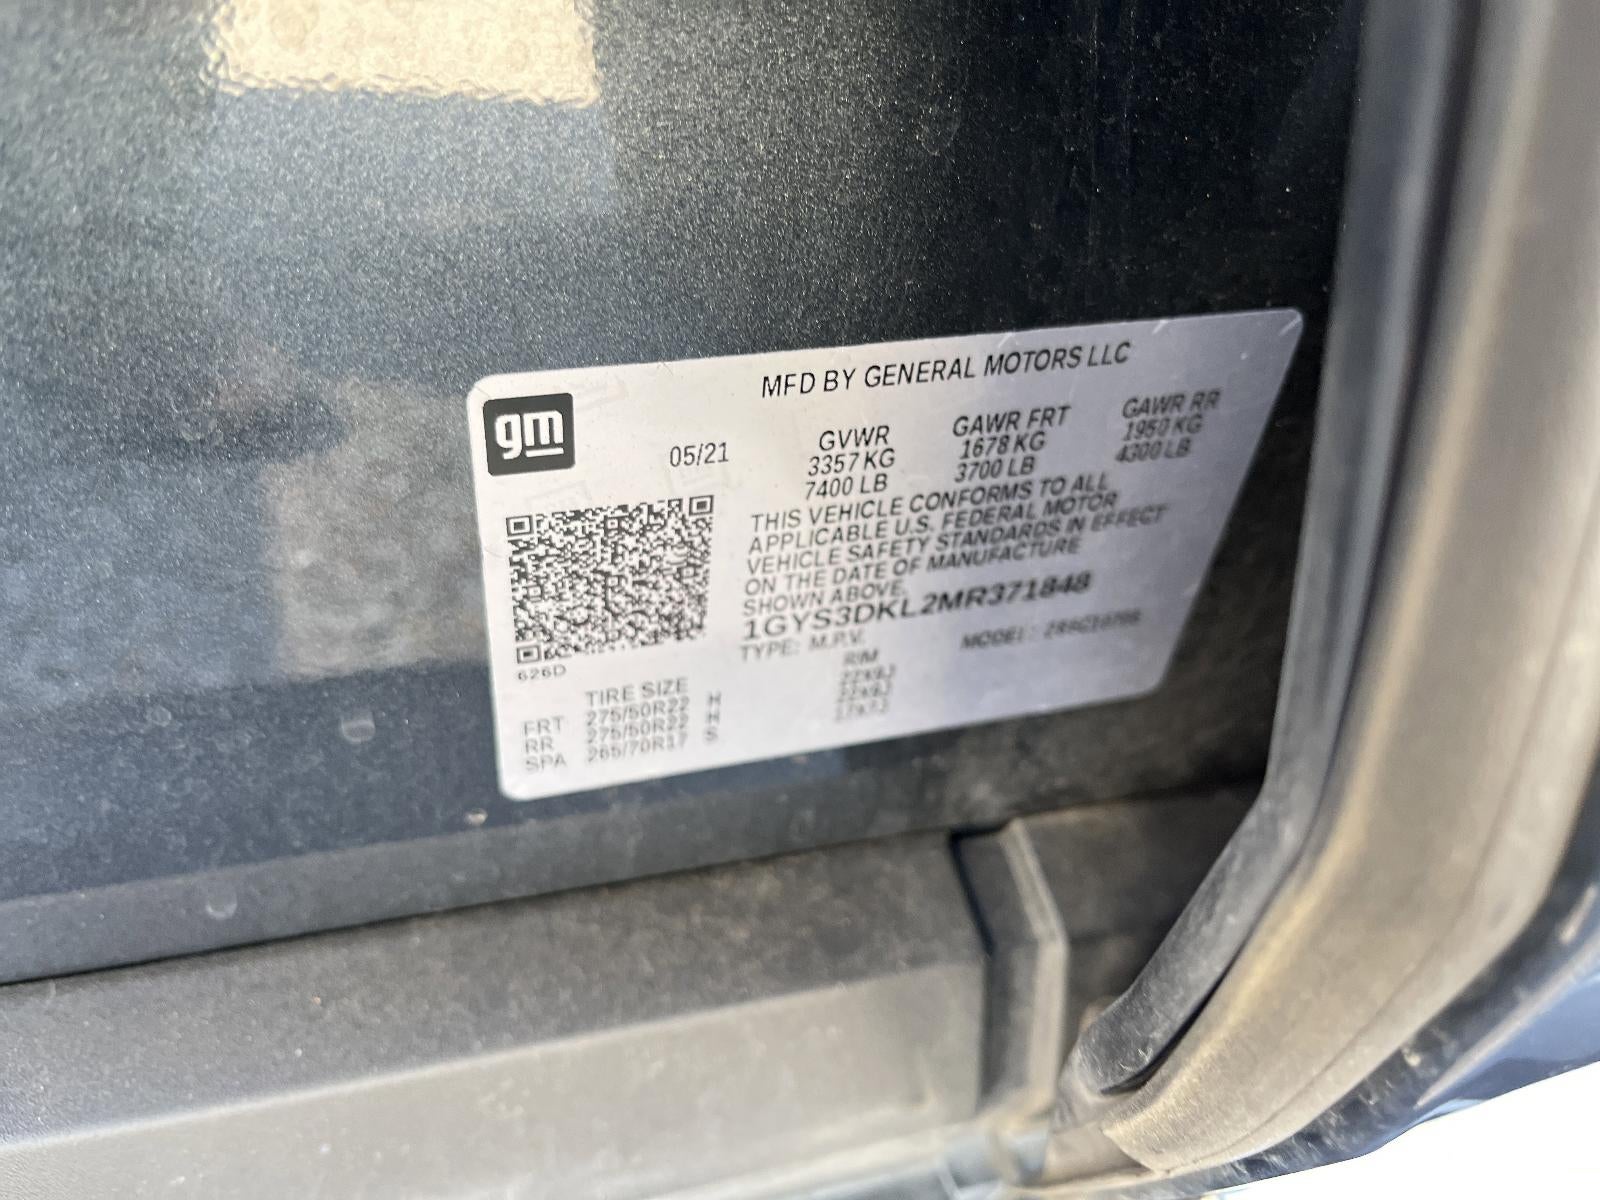 MFD BY GENERAL MOTORS LLC
gm
05/21
GVWR GAWR FRT GAWR RR
3357 KG 1678 KG 1950 KG
7400 LB 3700 LB 4300 LB
THIS VEHICLE CONFORMS TO ALL
APPLICABLE U.S. FEDERAL MOTOR
VEHICLE SAFETY STANDARDS IN EFFECT
ON THE DATE OF MANUFACTURE
SHOWN ABOVE.
1GYS3DKL2MR371848
TYPE: M.P.V. MODEL:
626D
TIRE SIZE RIM
FRT 275/50R22 H 22X9J
RR 275/50R22 H 22X9J
SPA 265/70R17 S 17X7J